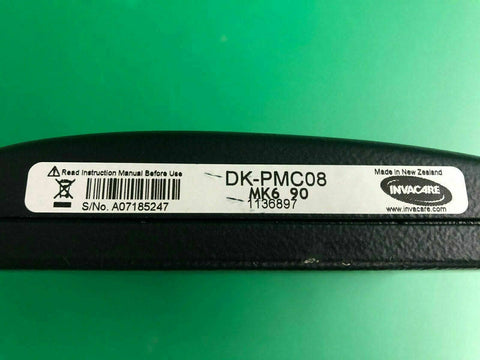 Read Instruction Manual Before Use
S/No. A07185247
DK-PMC08
MK6 90
1136897
Made in New Zealand
INVACARE
www.invacare.com